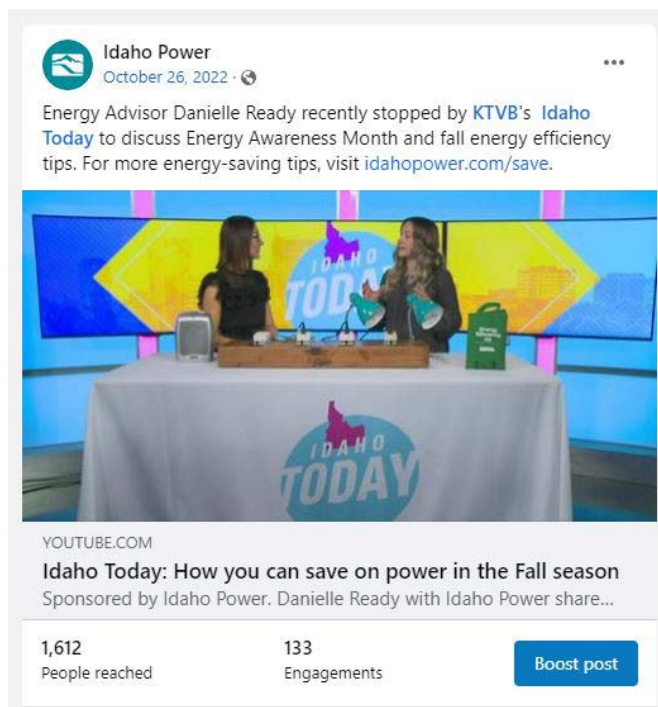 Idaho Power
October 26, 2022 ·
Energy Advisor Danielle Ready recently stopped by KTVB's Idaho
Today to discuss Energy Awareness Month and fall energy efficiency
tips. For more energy-saving tips, visit idahopower.com/save.
IDAHO
TODAY
IDAHO
TODAY
YOUTUBE.COM
Idaho Today: How you can save on power in the Fall season
Sponsored by Idaho Power. Danielle Ready with Idaho Power share...
1,612
People reached
133
Engagements
Boost post